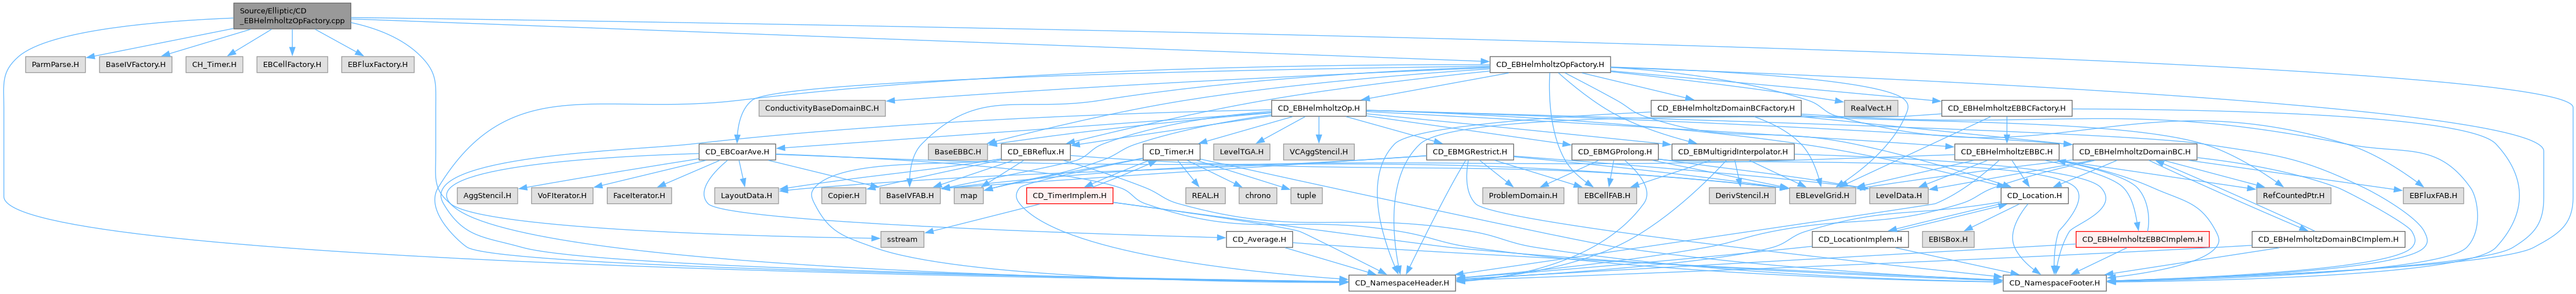 Source/Elliptic/CD
_EBHelmholtzOpFactory.cpp
ParmParse.H
BaseIVFactory.H
CH_Timer.H
EBCellFactory.H
EBFluxFactory.H
CD_EBHelmholtzOpFactory.H
ConductivityBaseDomainBC.H
CD_EBHelmholtzOp.H
CD_EBHelmholtzDomainBCFactory.H
RealVect.H
CD_EBHelmholtzEBBCFactory.H
CD_EBCoarAve.H
BaseEBBC.H
CD_EBReflux.H
CD_Timer.H
LevelTGA.H
VCAggStencil.H
CD_EBMGRestrict.H
CD_EBMGProlong.H
CD_EBMultigridInterpolator.H
CD_EBHelmholtzEBBC.H
CD_EBHelmholtzDomainBC.H
AggStencil.H
VoFIterator.H
FaceIterator.H
LayoutData.H
Copier.H
BaseIVFAB.H
map
CD_TimerImplem.H
REAL.H
chrono
tuple
ProblemDomain.H
EBCellFAB.H
DerivStencil.H
EBLevelGrid.H
LevelData.H
CD_Location.H
RefCountedPtr.H
EBFluxFAB.H
sstream
CD_Average.H
CD_LocationImplem.H
EBISBox.H
CD_EBHelmholtzEBBCImplem.H
CD_EBHelmholtzDomainBCImplem.H
CD_NamespaceHeader.H
CD_NamespaceFooter.H